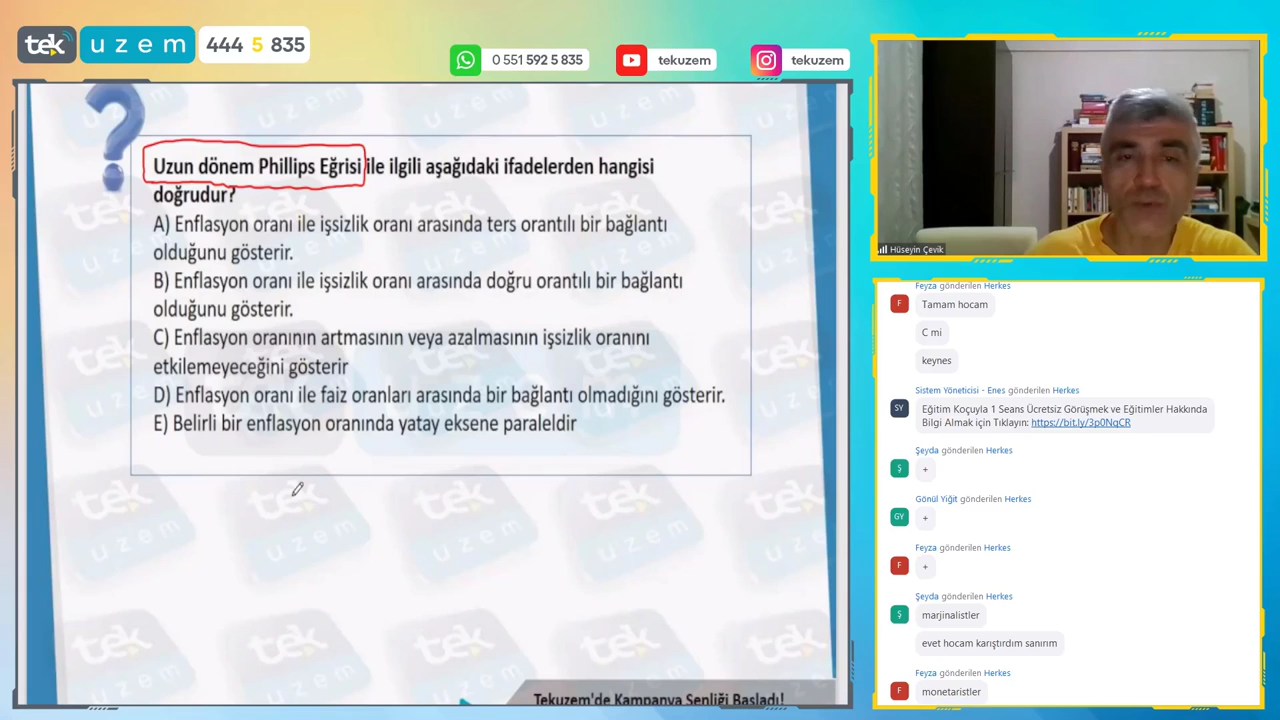 tek
uzem
444 5 835
0 551 592 5 835
tekuzem
tekuzem
Uzun dönem Phillips Eğrisi ile ilgili aşağıdaki ifadelerden hangisi
doğrudur?
A) Enflasyon oranı ile işsizlik oranı arasında ters orantılı bir bağlantı
olduğunu gösterir.
B) Enflasyon oranı ile işsizlik oranı arasında doğru orantılı bir bağlantı
olduğunu gösterir.
C) Enflasyon oranının artmasının veya azalmasının işsizlik oranını
etkilemeyeceğini gösterir
D) Enflasyon oranı ile faiz oranları arasında bir bağlantı olmadığını gösterir.
E) Belirli bir enflasyon oranında yatay eksene paraleldir
Tekuzem'de Kampanya Şenliği Başladı!
Hüseyin Çevik
Feyza gönderilen Herkes
F
Tamam hocam
C mi
keynes
Sistem Yöneticisi - Enes gönderilen Herkes
SY
Eğitim Koçuyla 1 Seans Ücretsiz Görüşmek ve Eğitimler Hakkında
Bilgi Almak için Tıklayın: https://bit.ly/3p0NqCR
Şeyda gönderilen Herkes
Ş
+
Gönül Yiğit gönderilen Herkes
GY
+
Feyza gönderilen Herkes
F
+
Şeyda gönderilen Herkes
Ş
marjinalistler
evet hocam karıştırdım sanırım
Feyza gönderilen Herkes
F
monetaristler